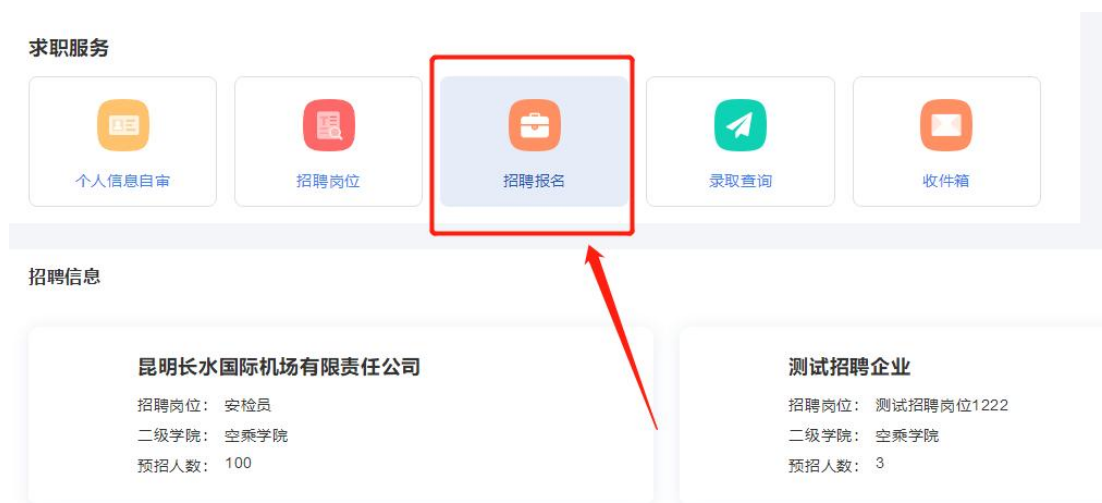 求职服务
个人信息自审 招聘岗位 招聘报名 录取查询 收件箱
招聘信息
昆明长水国际机场有限责任公司
招聘岗位： 安检员
二级学院： 空乘学院
预招人数： 100
测试招聘企业
招聘岗位： 测试招聘岗位1222
二级学院： 空乘学院
预招人数： 3